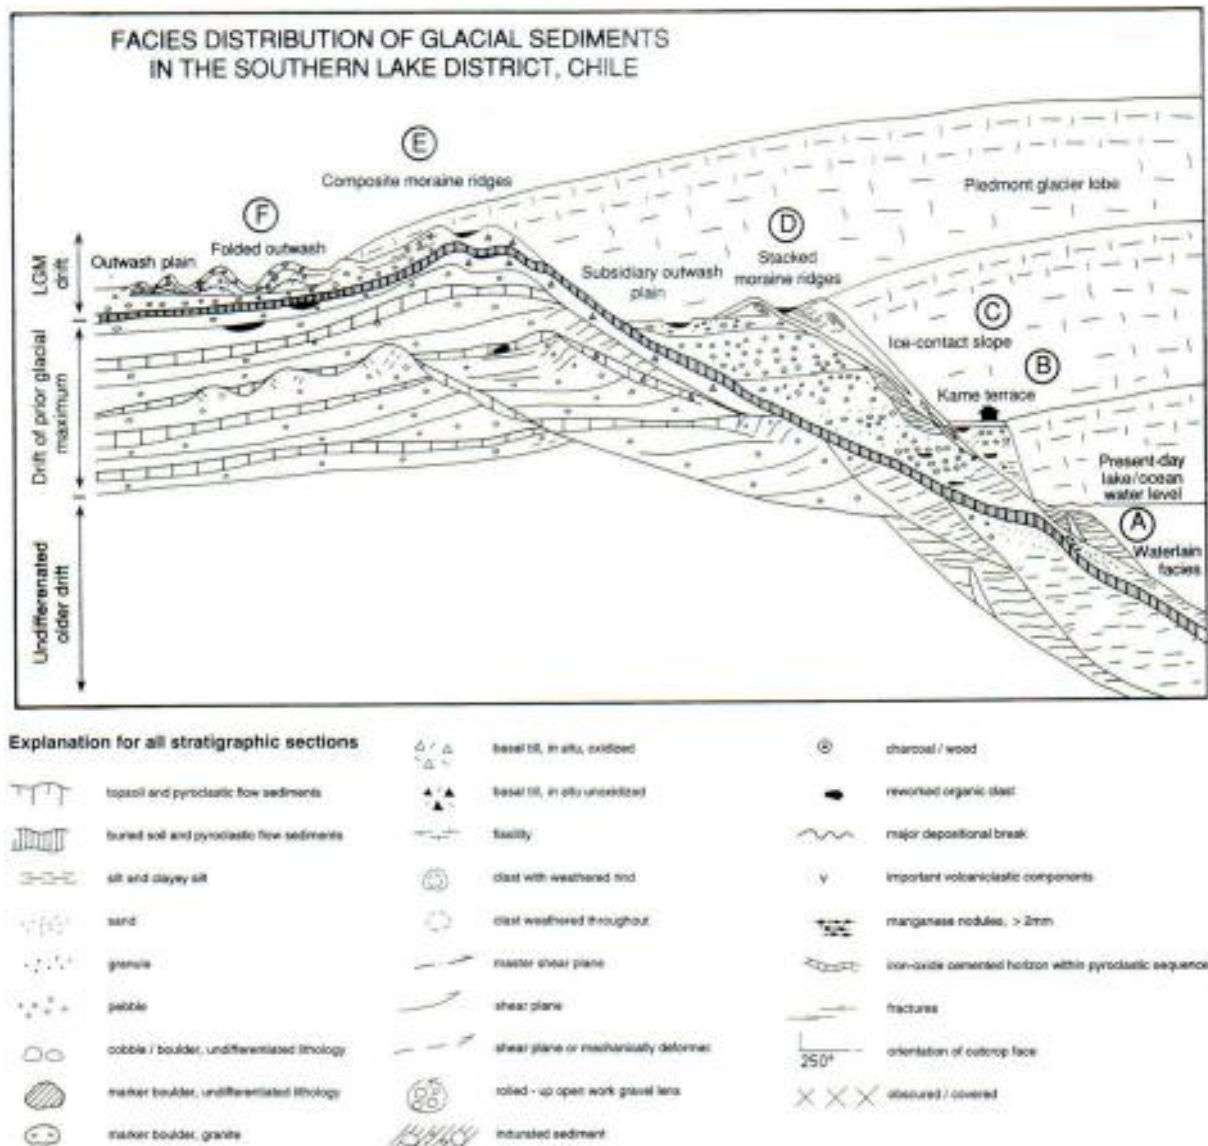 FACIES DISTRIBUTION OF GLACIAL SEDIMENTS
IN THE SOUTHERN LAKE DISTRICT, CHILE
E
Composite moraine ridges
Piedmont glacier lobe
F
Folded outwash
Outwash plain
D
Stacked
moraine ridges
Subsidiary outwash
plain
C
Ice-contact slope
B
Kame terrace
Present-day
lake/ocean
water level
A
Waterlain
facies
LGM
drift
Drift of prior glacial
maximum
Undifferenated
older drift
Explanation for all stratigraphic sections
topsoil and pyroclastic flow sediments
buried soil and pyroclastic flow sediments
silt and clayey silt
sand
granule
pebble
cobble / boulder, undifferentiated lithology
marker boulder, undifferentiated lithology
marker boulder, granite
basal till, in situ, oxidized
basal till, in situ unoxidized
fissility
clast with weathered rind
clast weathered throughout
master shear plane
shear plane
shear plane or mechanically deformed
rolled - up open work gravel lens
indurated sediment
charcoal / wood
reworked organic clast
major depositional break
important volcaniclastic components
manganese nodules, > 2mm
iron-oxide cemented horizon within pyroclastic sequence
fractures
250°
orientation of outcrop face
obscured / covered